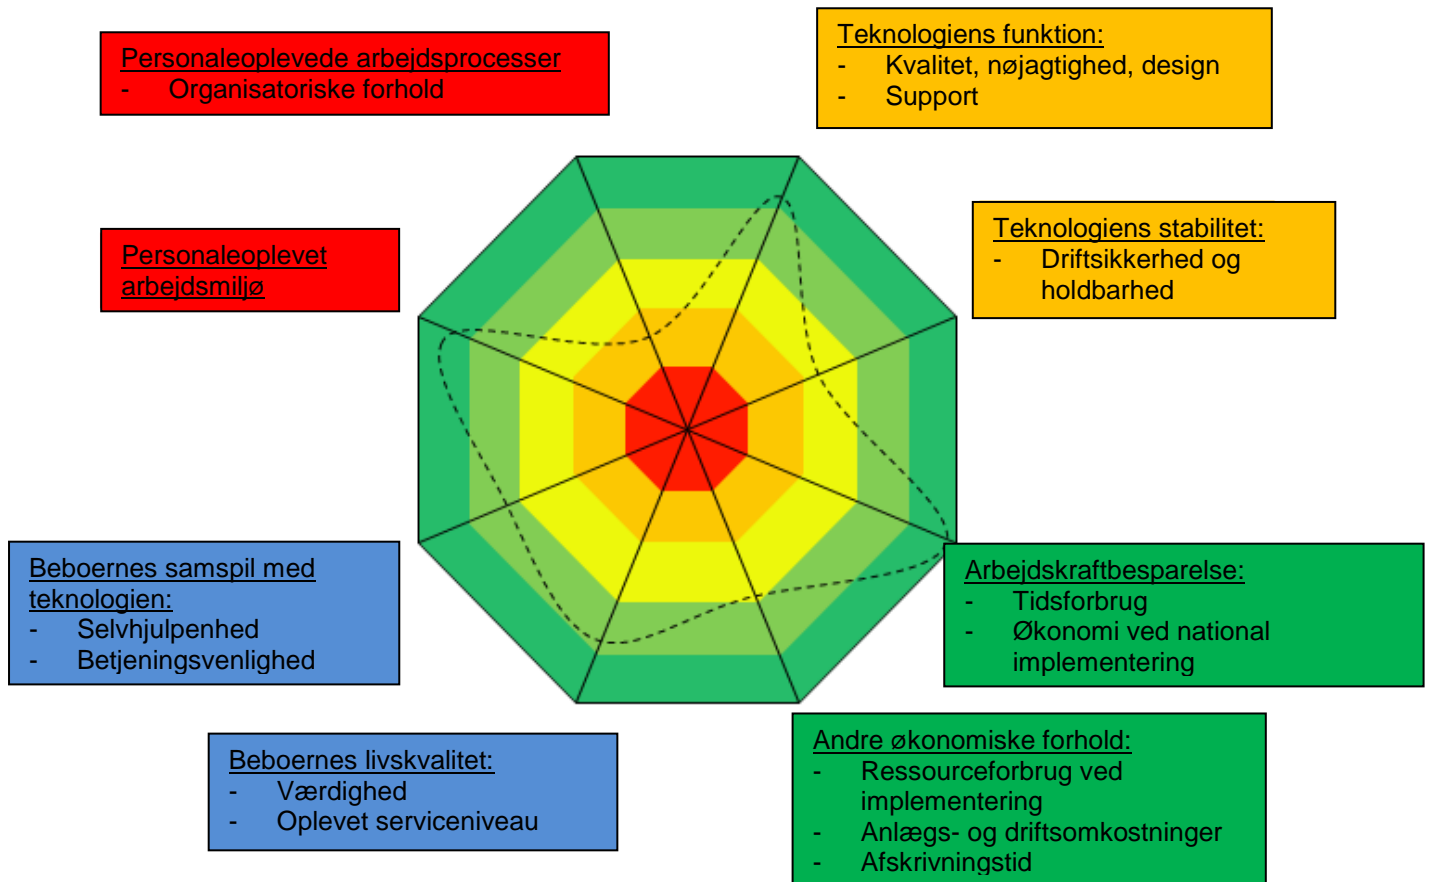 Personaleoplevede arbejdsprocesser
- Organisatoriske forhold
Teknologiens funktion:
- Kvalitet, nøjagtighed, design
- Support
Personaleoplevet
arbejdsmiljø
Teknologiens stabilitet:
- Driftsikkerhed og
holdbarhed
Beboernes samspil med
teknologien:
- Selvhjulpenhed
- Betjeningsvenlighed
Arbejdskraftbesparelse:
- Tidsforbrug
- Økonomi ved national
implementering
Beboernes livskvalitet:
- Værdighed
- Oplevet serviceniveau
Andre økonomiske forhold:
- Ressourceforbrug ved
implementering
- Anlægs- og driftsomkostninger
- Afskrivningstid